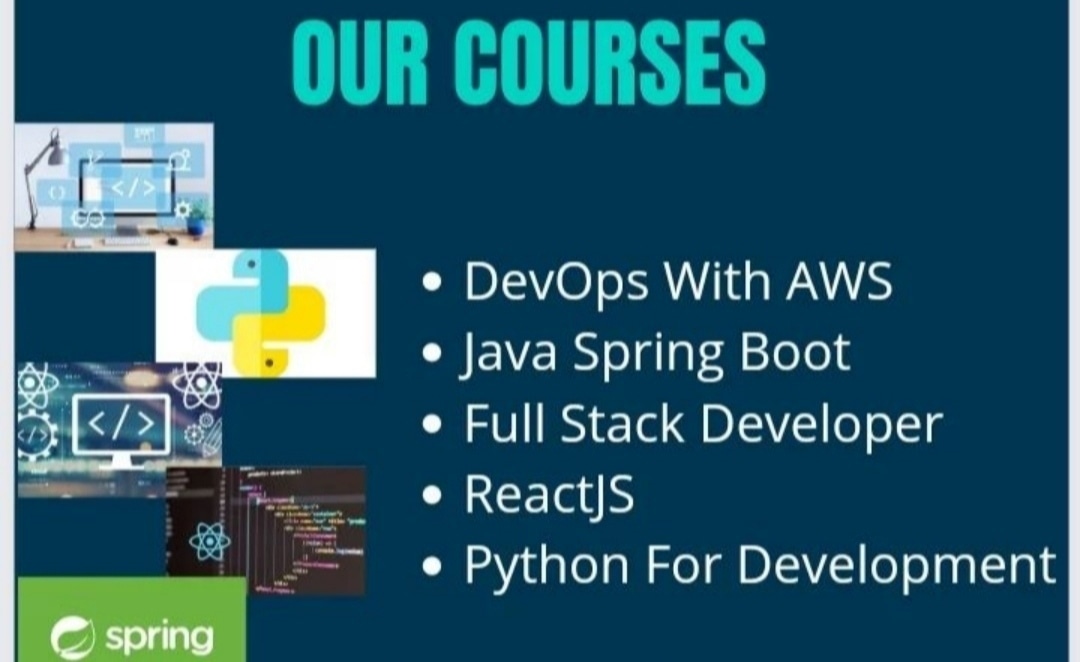 OUR COURSES
</>
</>
• DevOps With AWS
• Java Spring Boot
• Full Stack Developer
• ReactJS
• Python For Development
spring